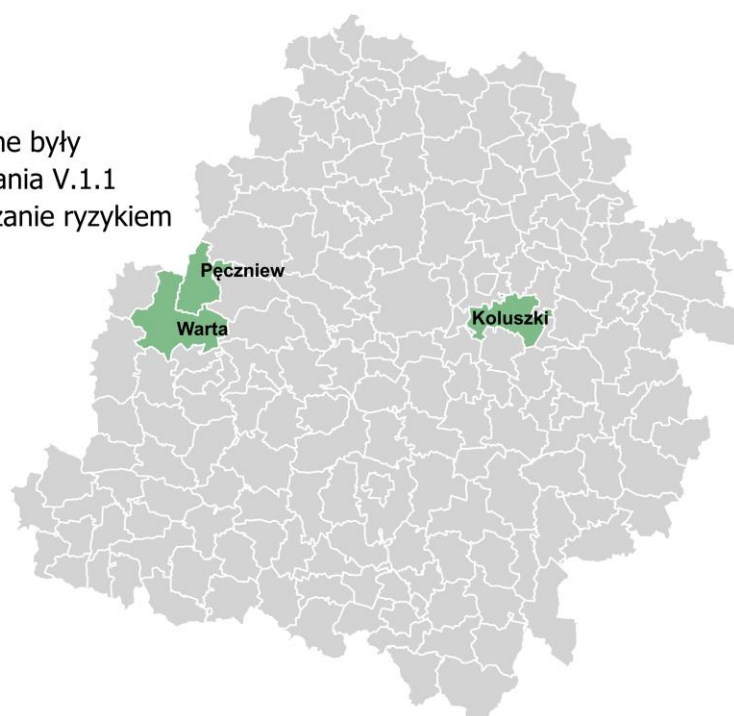 ne były
ania V.1.1
zanie ryzykiem
Pęczniew
Warta
Koluszki